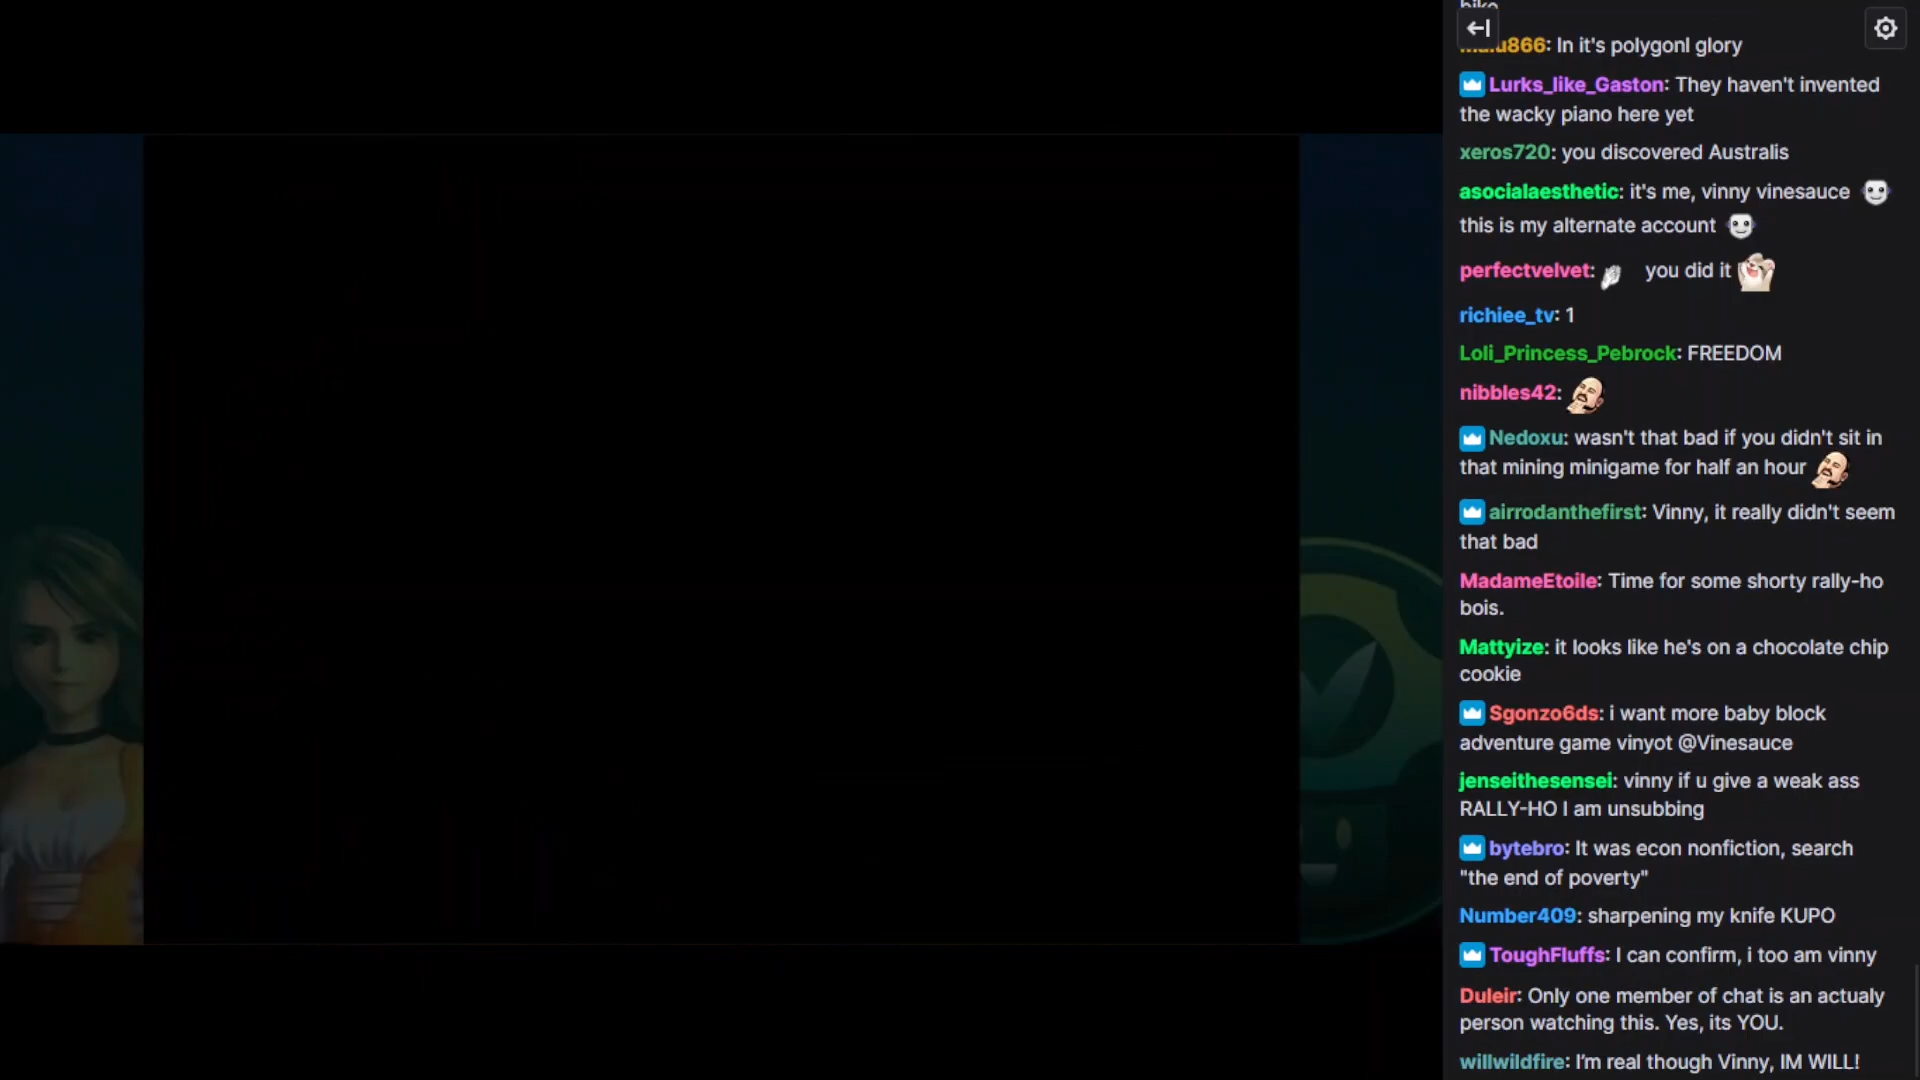 bike
malu866: In it's polygonl glory
Lurks_like_Gaston: They haven't invented
the wacky piano here yet
xeros720: you discovered Australis
asocialaesthetic: it's me, vinny vinesauce
this is my alternate account
perfectvelvet: you did it
richiee_tv: 1
Loli_Princess_Pebrock: FREEDOM
nibbles42:
Nedoxu: wasn't that bad if you didn't sit in
that mining minigame for half an hour
airrodanthefirst: Vinny, it really didn't seem
that bad
MadameEtoile: Time for some shorty rally-ho
bois.
Mattyize: it looks like he's on a chocolate chip
cookie
Sgonzo6ds: i want more baby block
adventure game vinyot @Vinesauce
jenseithesensei: vinny if u give a weak ass
RALLY-HO I am unsubbing
bytebro: It was econ nonfiction, search
"the end of poverty"
Number409: sharpening my knife KUPO
ToughFluffs: I can confirm, i too am vinny
Duleir: Only one member of chat is an actualy
person watching this. Yes, its YOU.
willwildfire: I'm real though Vinny, IM WILL!